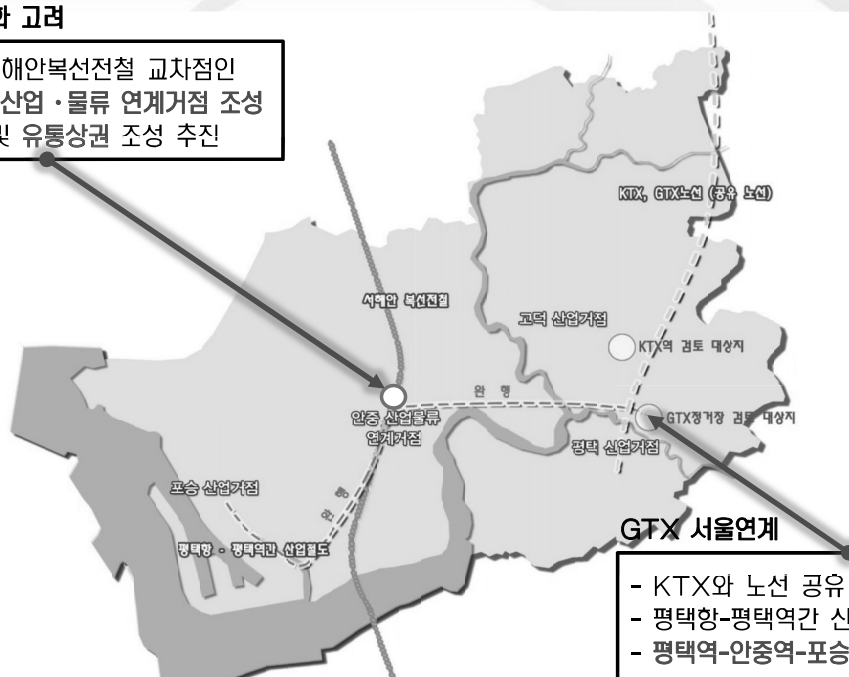 화 고려
해안복선전철 교차점인
산업・물류 연계거점 조성
및 유통상권 조성 추진
KTX, GTX노선 (공유 노선)
서해안 복선전철
고덕 산업거점
KTX역 검토 대상지
완 행
안중 산업물류
연계거점
GTX정거장 검토 대상지
평택 신업거점
포승 산업거점
완 행
평택항 - 평택역간 산업철도
GTX 서울연계
- KTX와 노선 공유
- 평택항-평택역간 신
- 평택역-안중역-포승